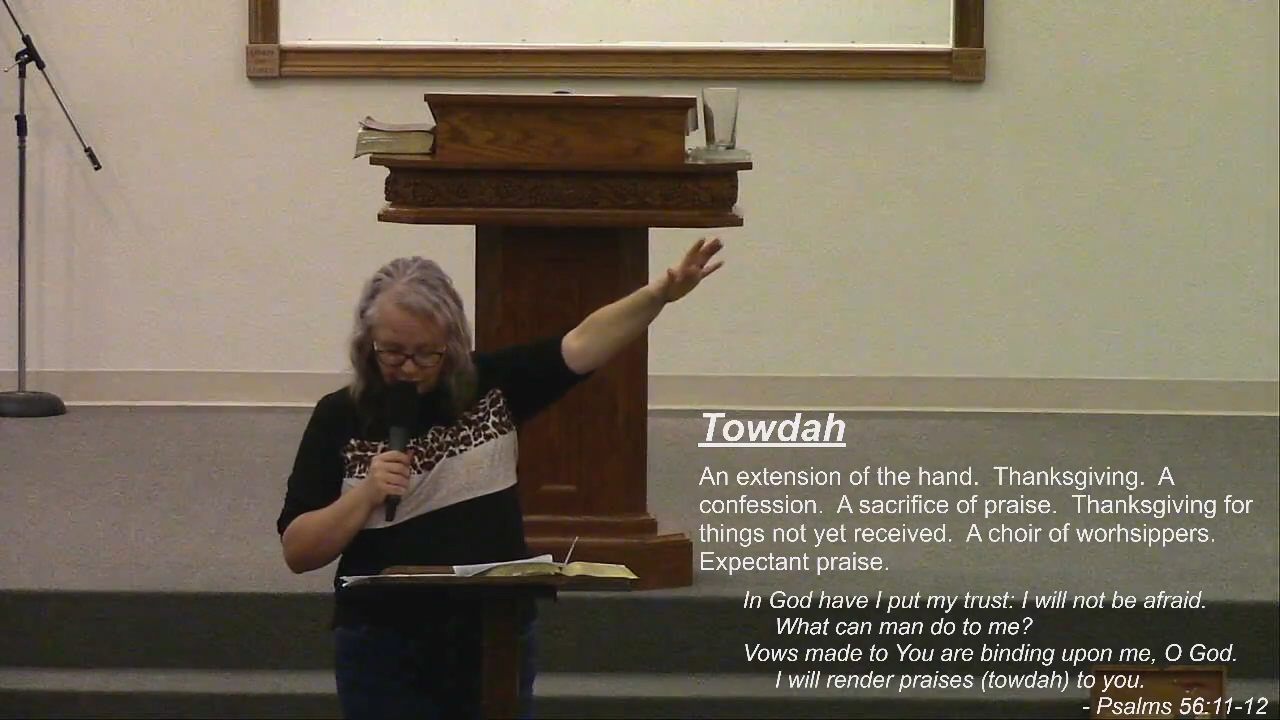 Towdah
An extension of the hand.  Thanksgiving.  A
confession.  A sacrifice of praise.  Thanksgiving for
things not yet received.  A choir of worhsippers.
Expectant praise.
In God have I put my trust: I will not be afraid.
What can man do to me?
Vows made to You are binding upon me, O God.
I will render praises (towdah) to you.
- Psalms 56:11-12